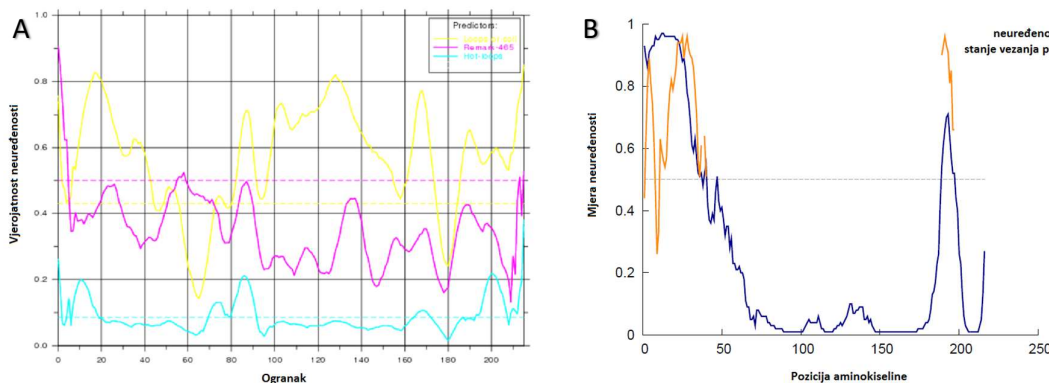 A
Vjerojatnost neuređenosti
1.0
0.8
0.6
0.4
0.2
0.0
Predictors:
Remark-465
Hot-loops
0 20 40 60 80 100 120 140 160 180 200
Ogranak
B
Mjera neuređenosti
1
0.8
0.6
0.4
0.2
0
neuređeno
stanje vezanja p
0 50 100 150 200 250
Pozicija aminokiseline